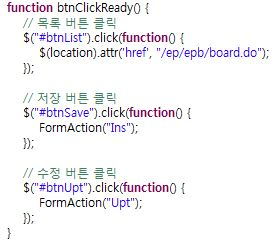 function btnClickReady() {
    // 목록 버튼 클릭
    $("#btnList").click(function() {
        $(location).attr('href', "/ep/epb/board.do");
    });

    // 저장 버튼 클릭
    $("#btnSave").click(function() {
        FormAction("Ins");
    });

    // 수정 버튼 클릭
    $("#btnUpt").click(function() {
        FormAction("Upt");
    });
}